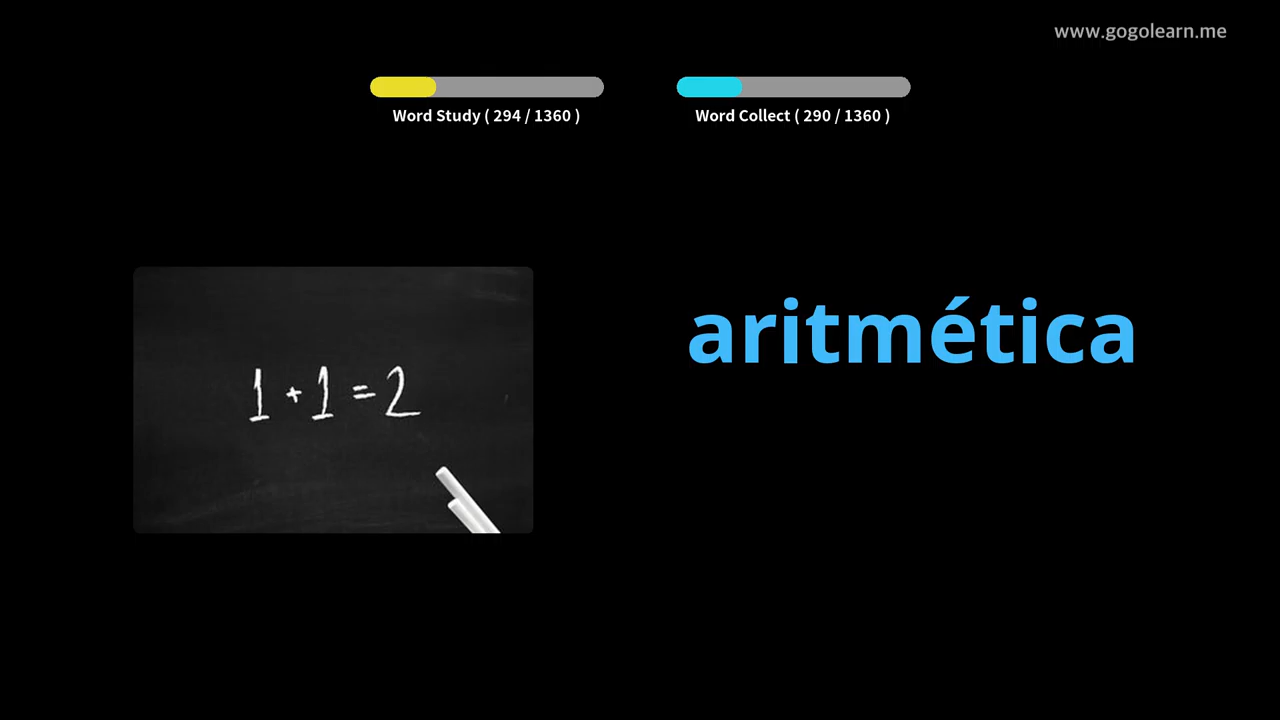 www.gogolearn.me
Word Study ( 294 / 1360 )
Word Collect ( 290 / 1360 )
aritmética
1 + 1 = 2